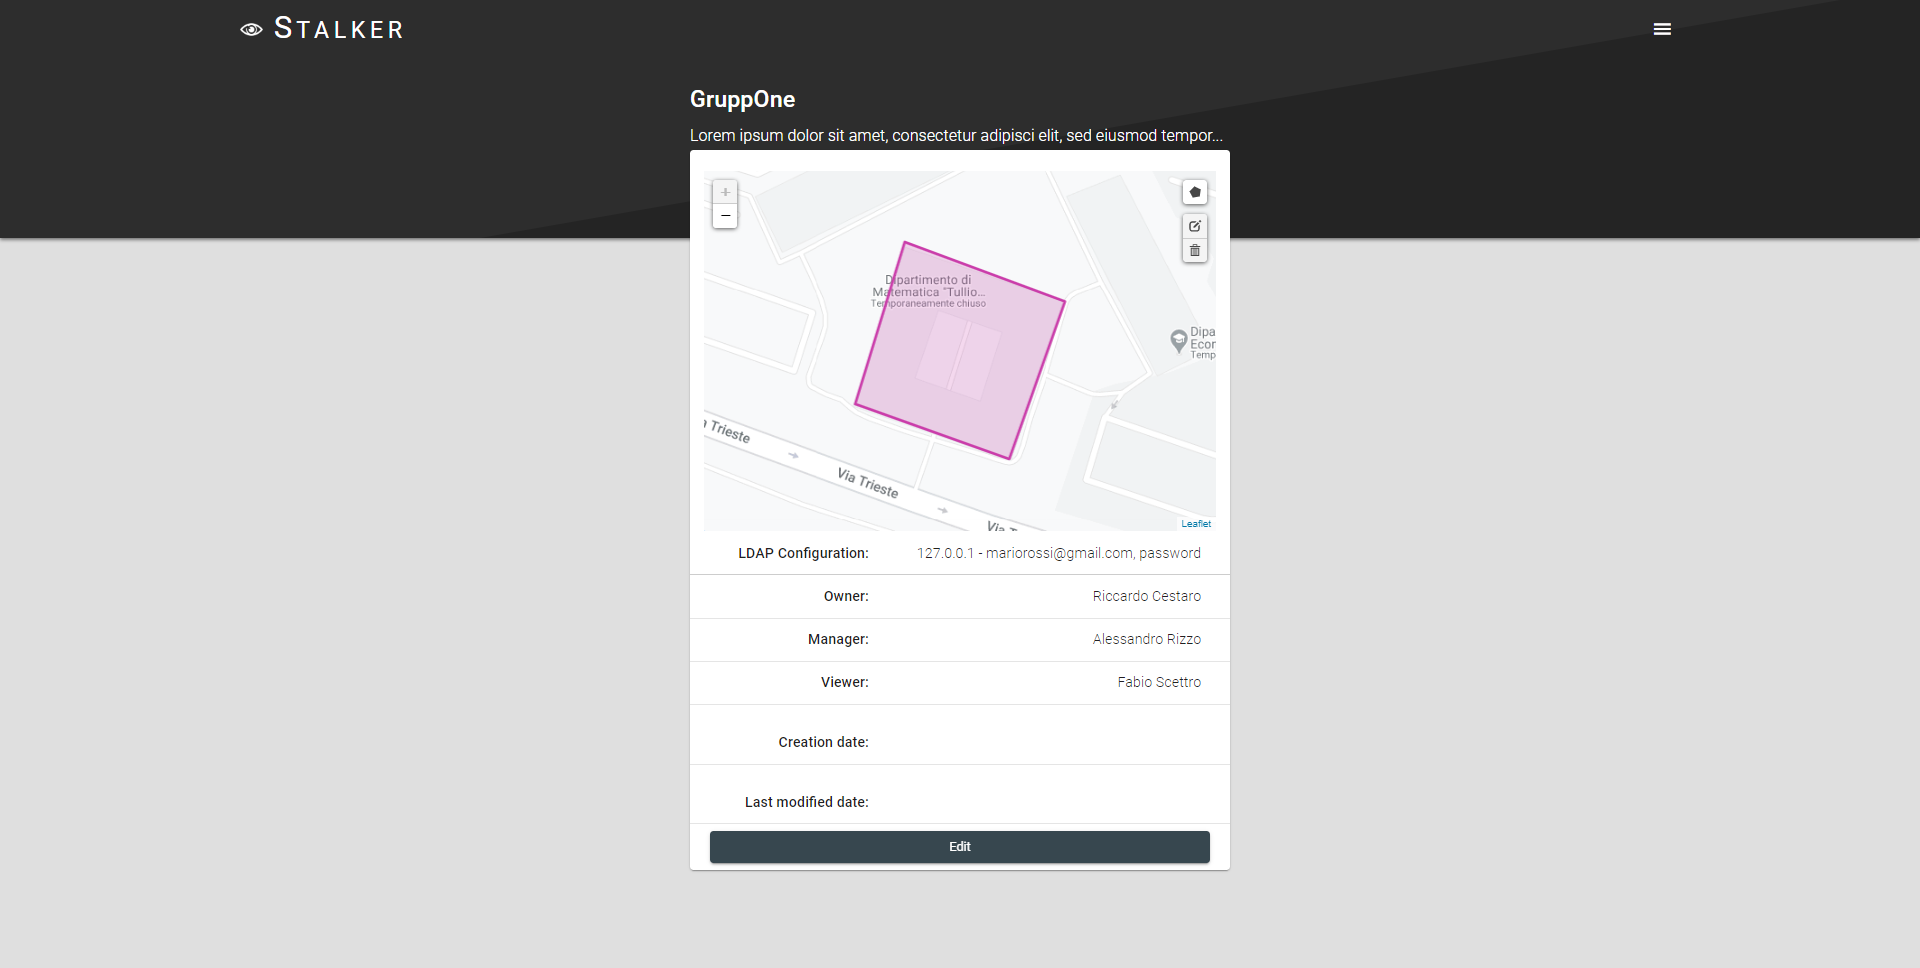 STALKER
GruppOne
Lorem ipsum dolor sit amet, consectetur adipisci elit, sed eiusmod tempor...
+
−
Dipartimento di
Matematica "Tullio...
Temporaneamente chiuso
Dipa
Econ
Temp
a Trieste
Via Trieste
Via T
Leaflet
LDAP Configuration: 127.0.0.1 - mariorossi@gmail.com, password
Owner: Riccardo Cestaro
Manager: Alessandro Rizzo
Viewer: Fabio Scettro
Creation date:
Last modified date:
Edit